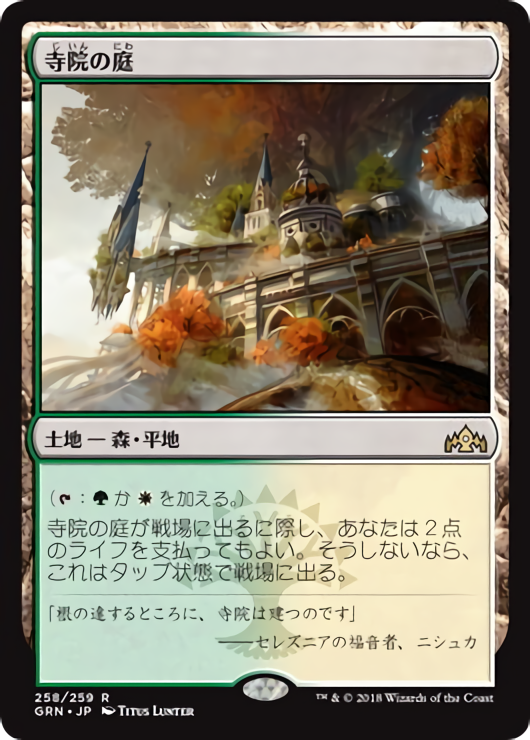 じいん にわ
寺院の庭
土地 ― 森・平地
(：か を加える。)
寺院の庭が戦場に出るに際し、あなたは２点
のライフを支払ってもよい。そうしないなら、
これはタップ状態で戦場に出る。
「根の達するところに、寺院は建つのです」
――セレズニアの福音者、ニシュカ
258/259 R
GRN • JP Titus Lunter
™ & © 2018 Wizards of the Coast